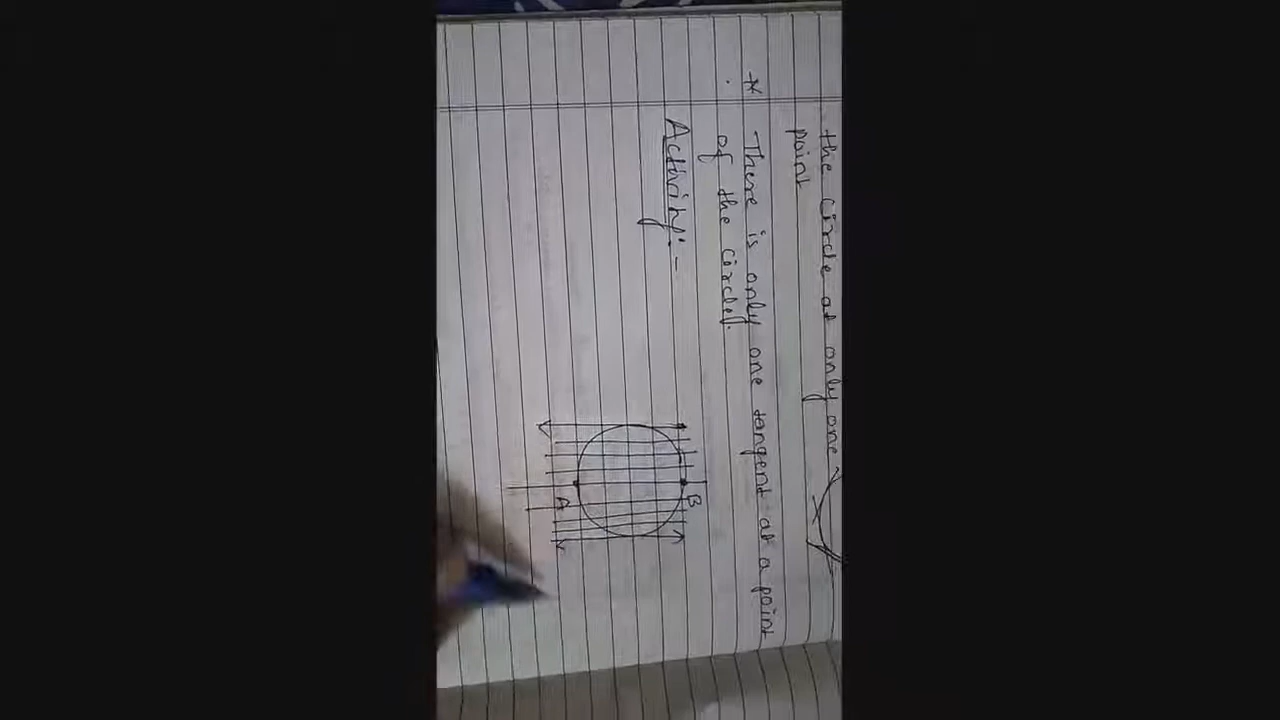 the circle at only one
point
* There is only one tangent at a point
of the circle.
Activity:-
B
A